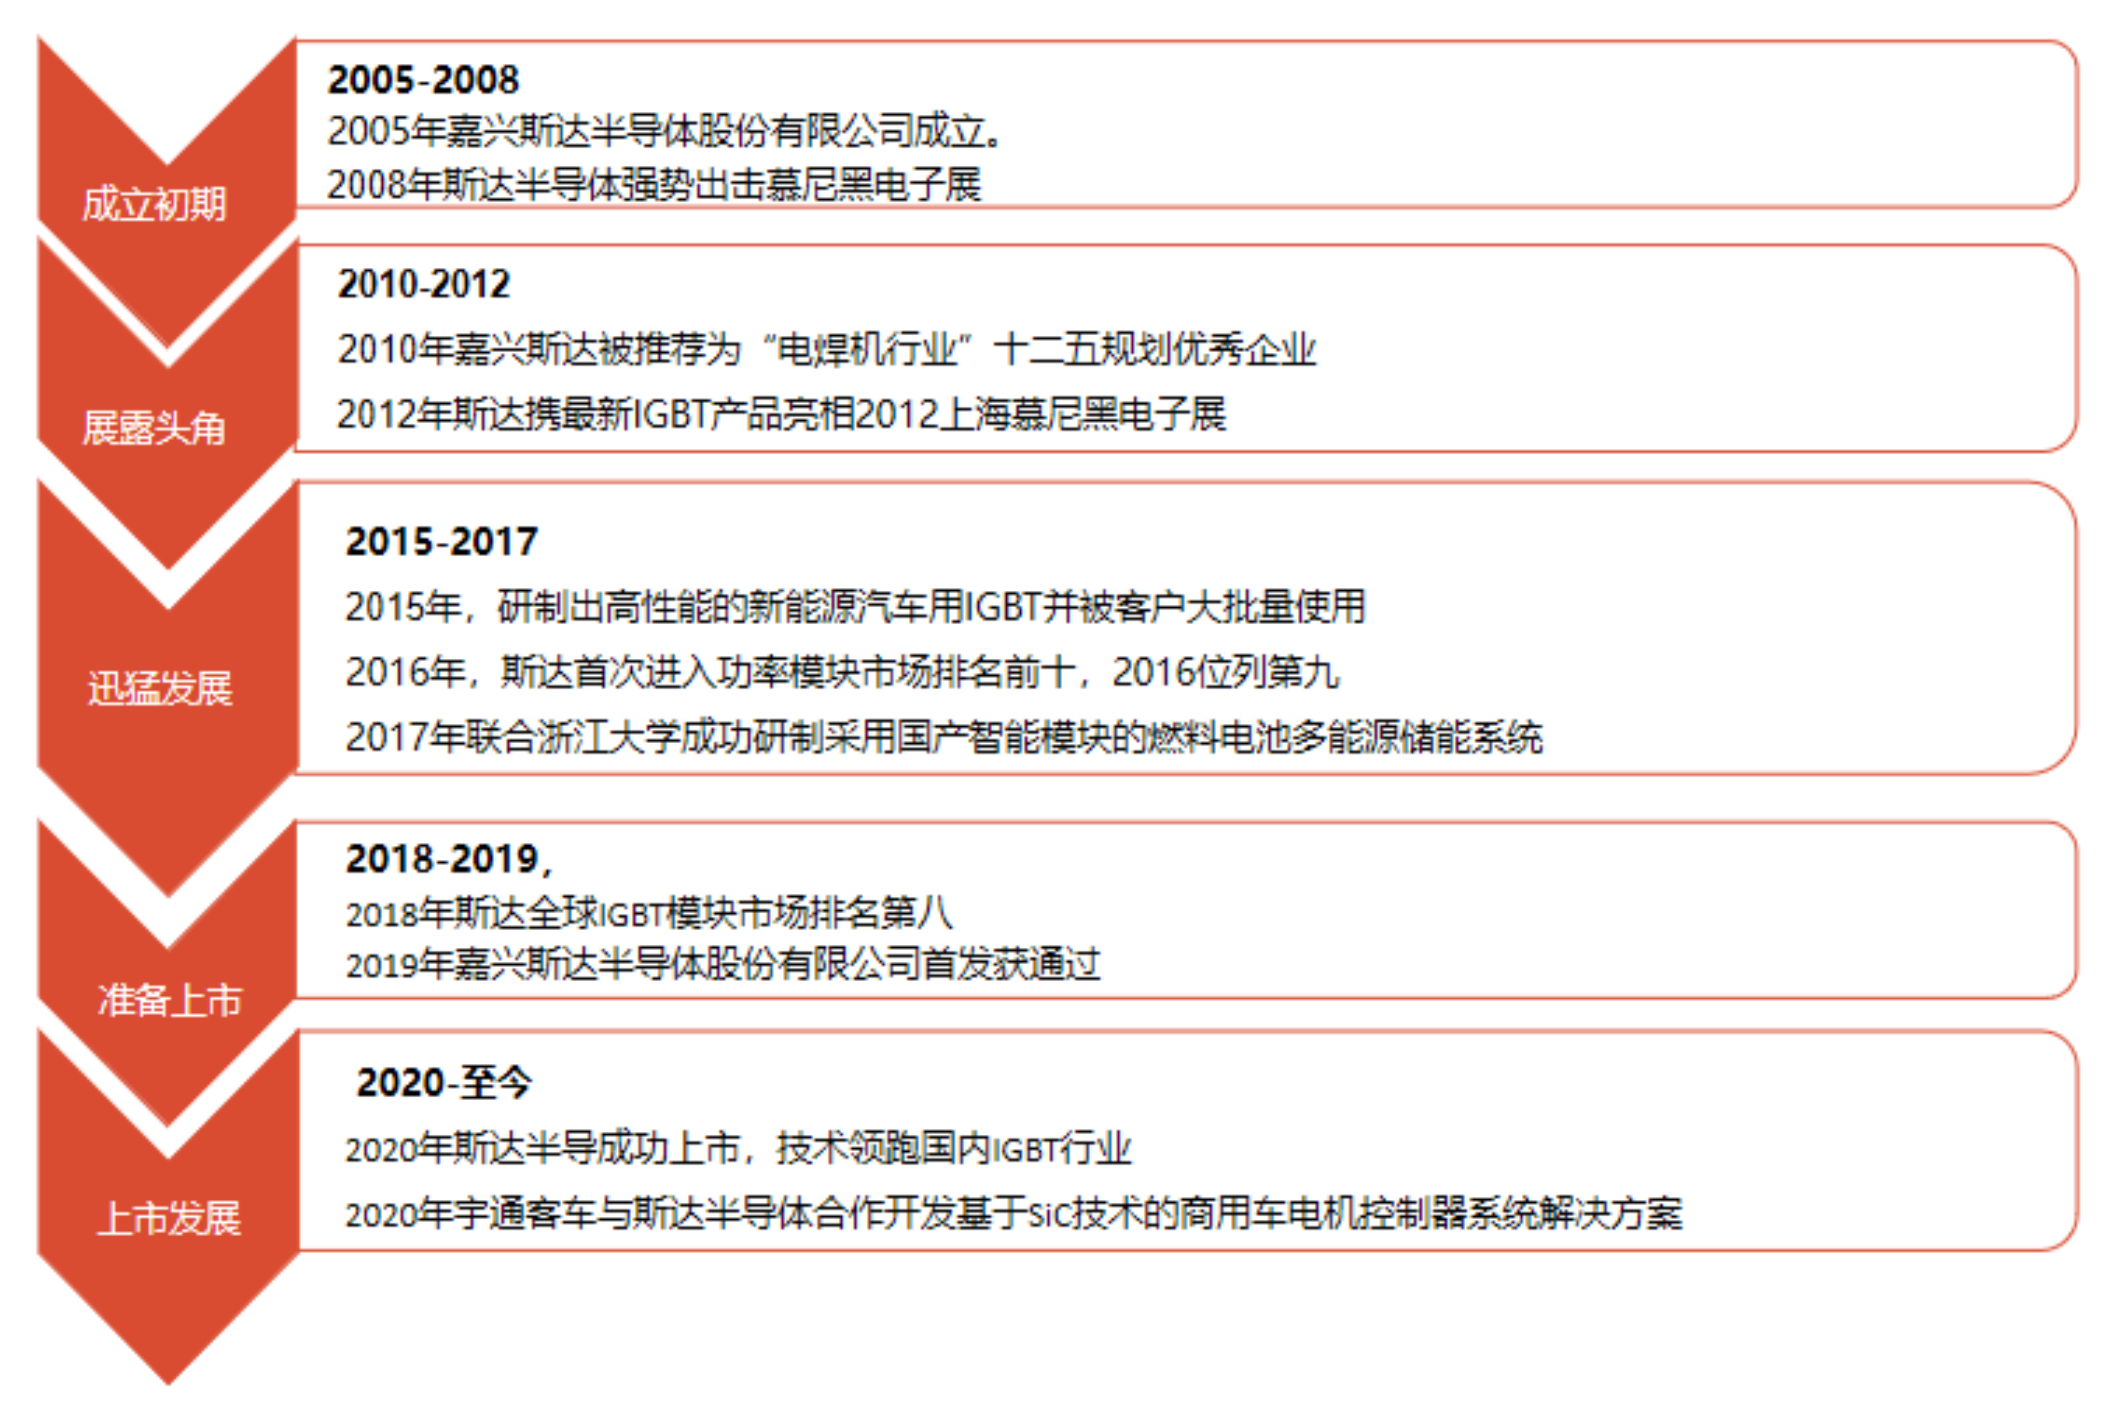 2005-2008
2005年嘉兴斯达半导体股份有限公司成立。
2008年斯达半导体强势出击慕尼黑电子展
成立初期
2010-2012
2010年嘉兴斯达被推荐为“电焊机行业”十二五规划优秀企业
2012年斯达携最新IGBT产品亮相2012上海慕尼黑电子展
展露头角
2015-2017
2015年，研制出高性能的新能源汽车用IGBT并被客户大批量使用
2016年，斯达首次进入功率模块市场排名前十，2016位列第九
2017年联合浙江大学成功研制采用国产智能模块的燃料电池多能源储能系统
迅猛发展
2018-2019，
2018年斯达全球IGBT模块市场排名第八
2019年嘉兴斯达半导体股份有限公司首发获通过
准备上市
2020-至今
2020年斯达半导成功上市，技术领跑国内IGBT行业
2020年宇通客车与斯达半导体合作开发基于SiC技术的商用车电机控制器系统解决方案
上市发展